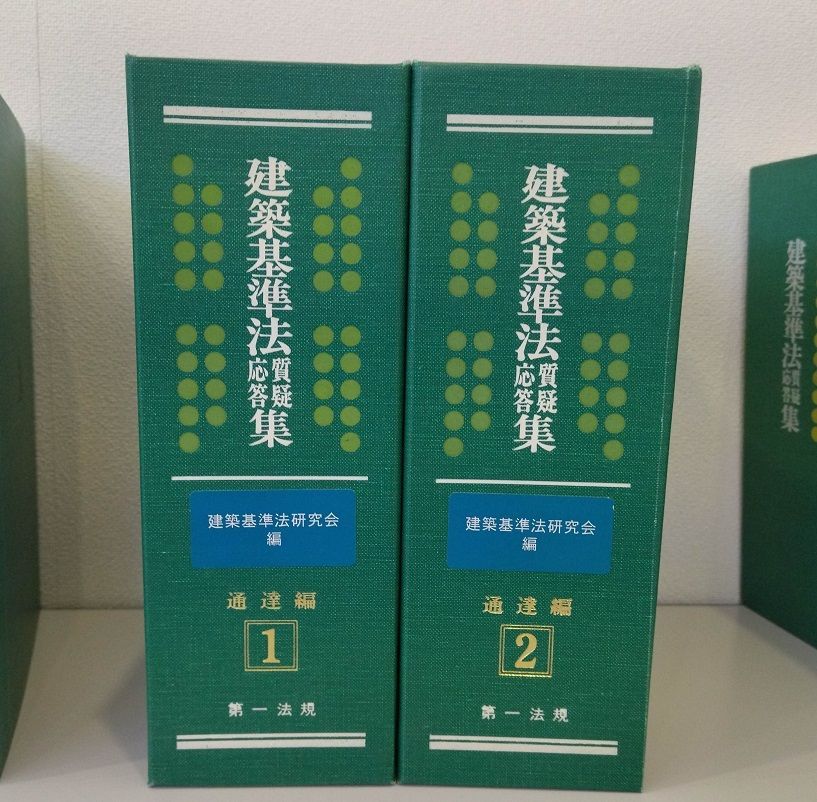 建築基準法質疑応答集
建築基準法研究会
編
通達編
1
第一法規
建築基準法質疑応答集
建築基準法研究会
編
通達編
2
第一法規
建築基準法質疑応答集